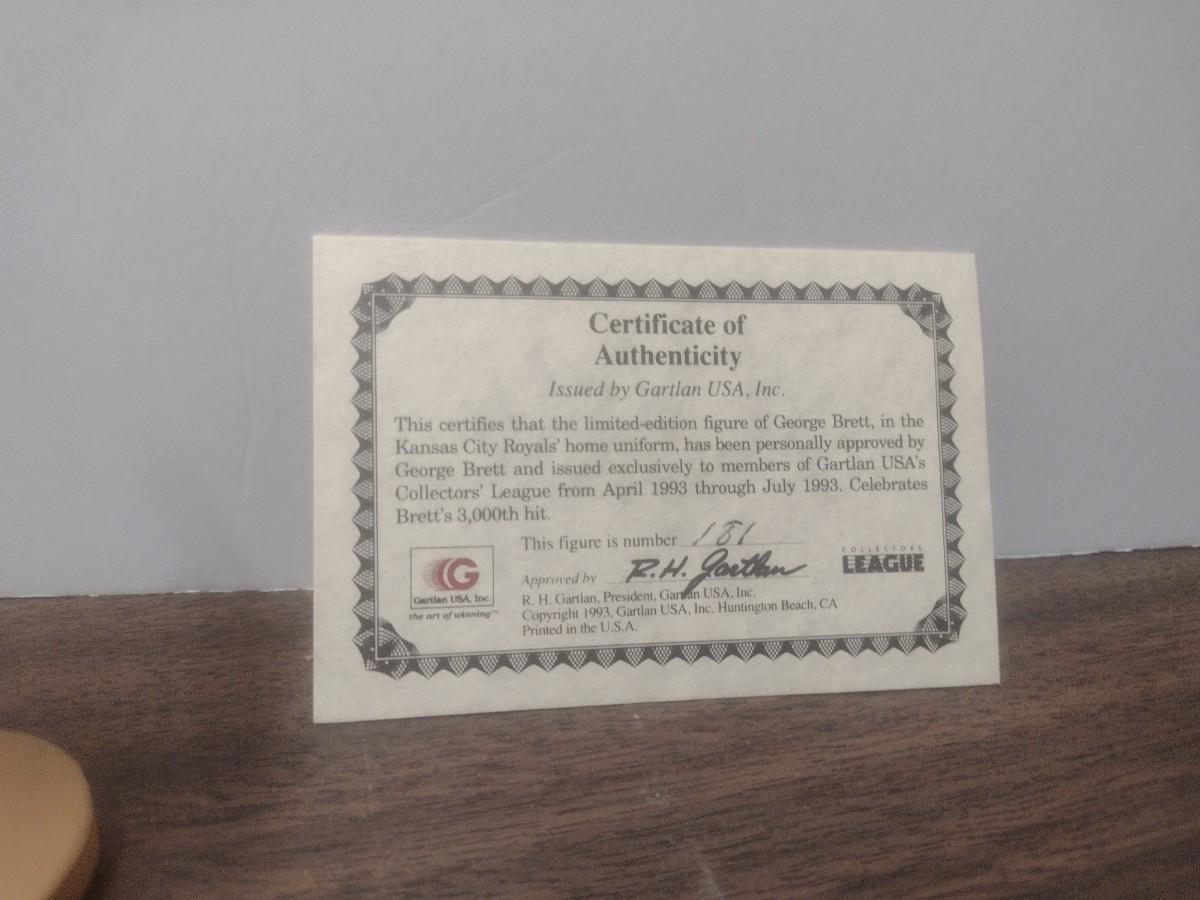 Certificate of
Authenticity
Issued by Gartlan USA, Inc.
This certifies that the limited-edition figure of George Brett, in the
Kansas City Royals' home uniform, has been personally approved by
George Brett and issued exclusively to members of Gartlan USA's
Collectors' League from April 1993 through July 1993. Celebrates
Brett's 3,000th hit.
This figure is number 181
Approved by R.H. Gartlan
R. H. Gartlan, President, Gartlan USA, Inc.
Copyright 1993, Gartlan USA, Inc. Huntington Beach, CA
Printed in the U.S.A.
G
Gartlan USA, Inc.
the art of winning™
COLLECTORS
LEAGUE